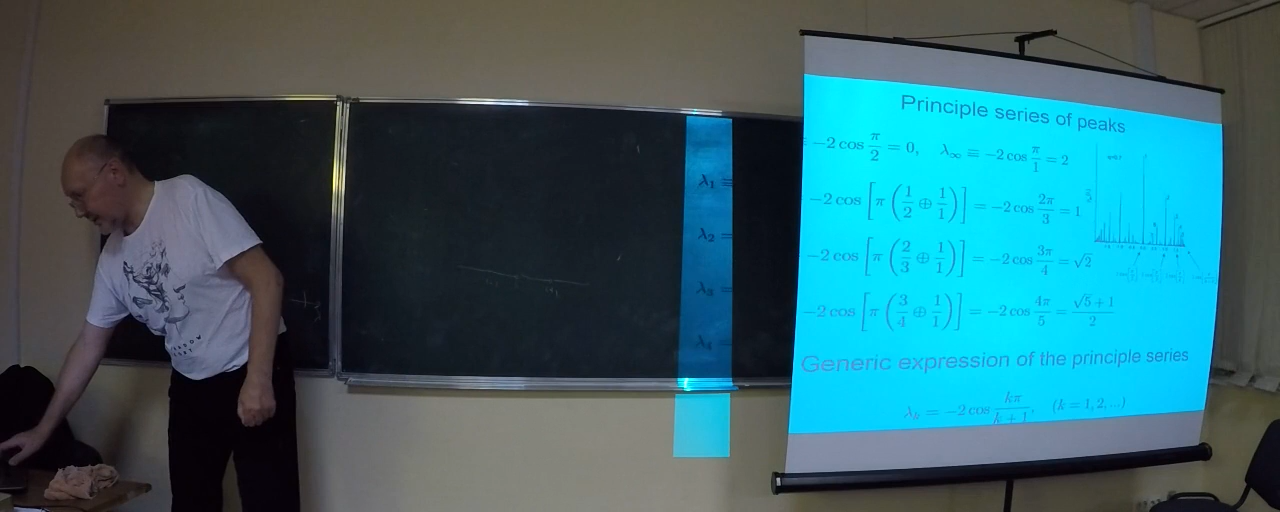 Principle series of peaks
λ₁ ≡ −2 cos π/2 = 0, λ∞ ≡ −2 cos π/1 = 2
λ₂ = −2 cos [π (1/2 ⊕ 1/1)] = −2 cos 2π/3 = 1
λ₃ = −2 cos [π (2/3 ⊕ 1/1)] = −2 cos 3π/4 = √2
λ₄ = −2 cos [π (3/4 ⊕ 1/1)] = −2 cos 4π/5 = (√5 + 1)/2
Generic expression of the principle series
λₖ = −2 cos kπ/(k + 1), (k = 1, 2, ...)